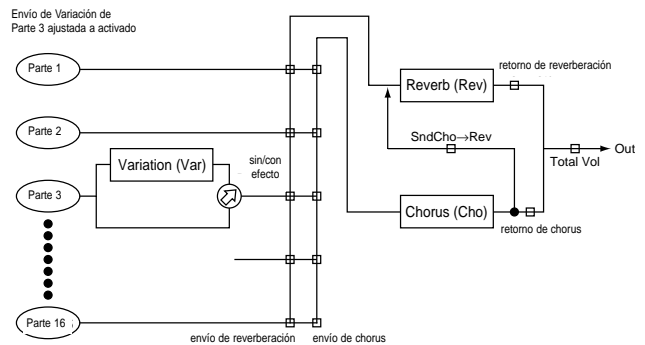 Envío de Variación de
Parte 3 ajustada a activado
Parte 1
retorno de reverberación
Reverb (Rev)
Parte 2
SndCho→Rev
Out
Total Vol
Variation (Var)
sin/con
efecto
Parte 3
Chorus (Cho)
retorno de chorus
Parte 16
envío de reverberación
envío de chorus